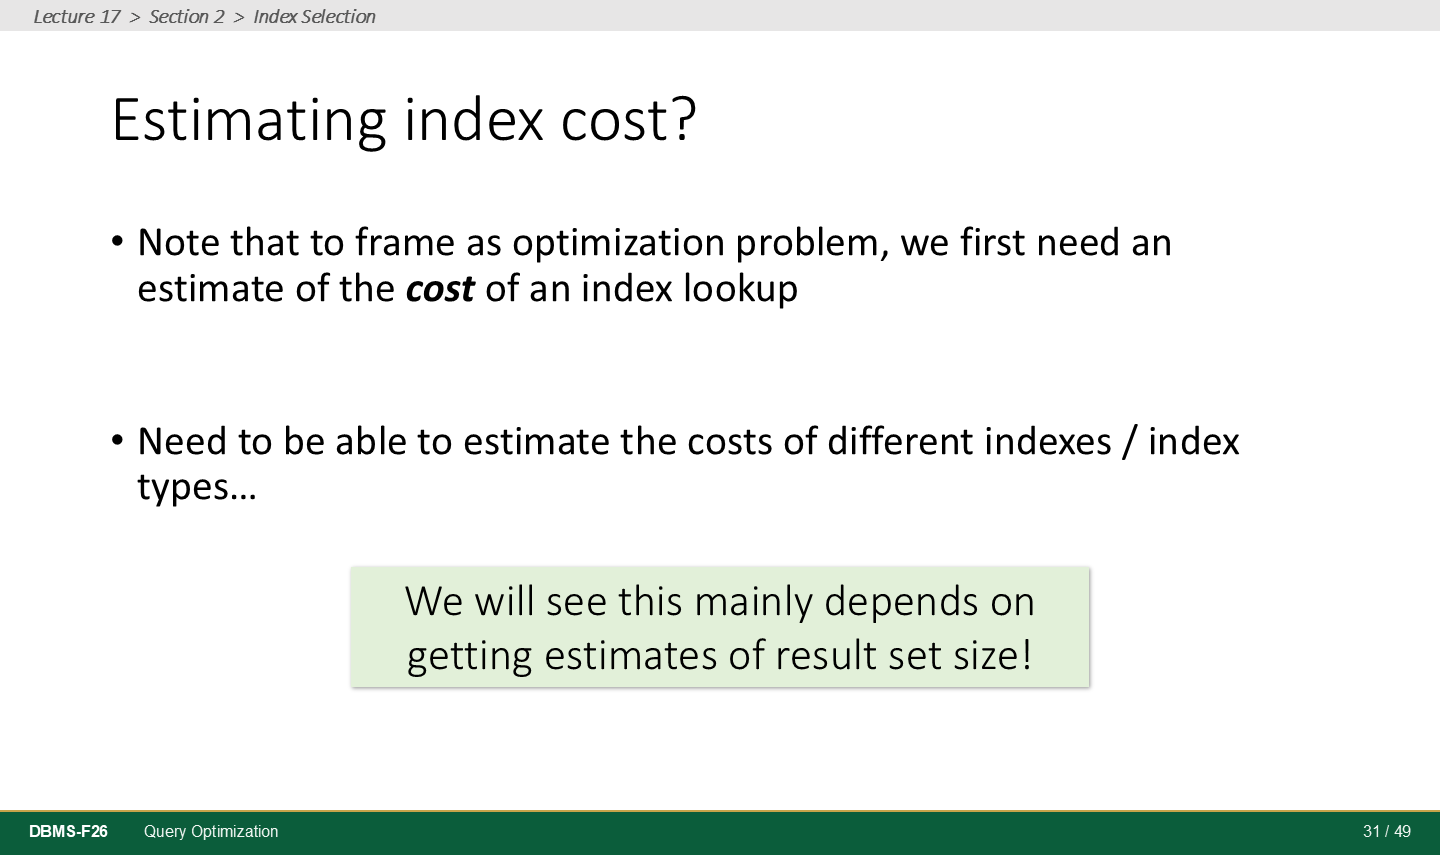 Lecture 17 > Section 2 > Index Selection
Estimating index cost?
• Note that to frame as optimization problem, we first need an
estimate of the cost of an index lookup
• Need to be able to estimate the costs of different indexes / index
types…
We will see this mainly depends on
getting estimates of result set size!
DBMS-F26 Query Optimization 31 / 49